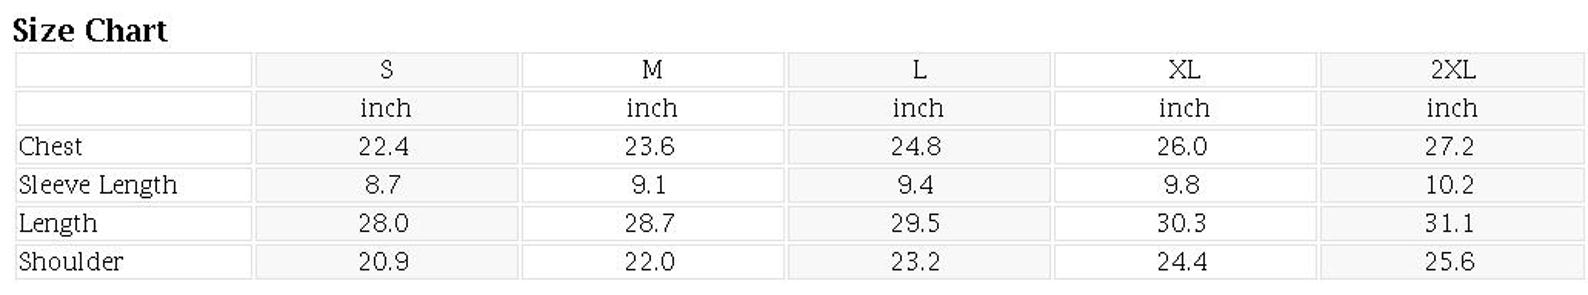 Size Chart
S M L XL 2XL
inch inch inch inch inch
Chest 22.4 23.6 24.8 26.0 27.2
Sleeve Length 8.7 9.1 9.4 9.8 10.2
Length 28.0 28.7 29.5 30.3 31.1
Shoulder 20.9 22.0 23.2 24.4 25.6